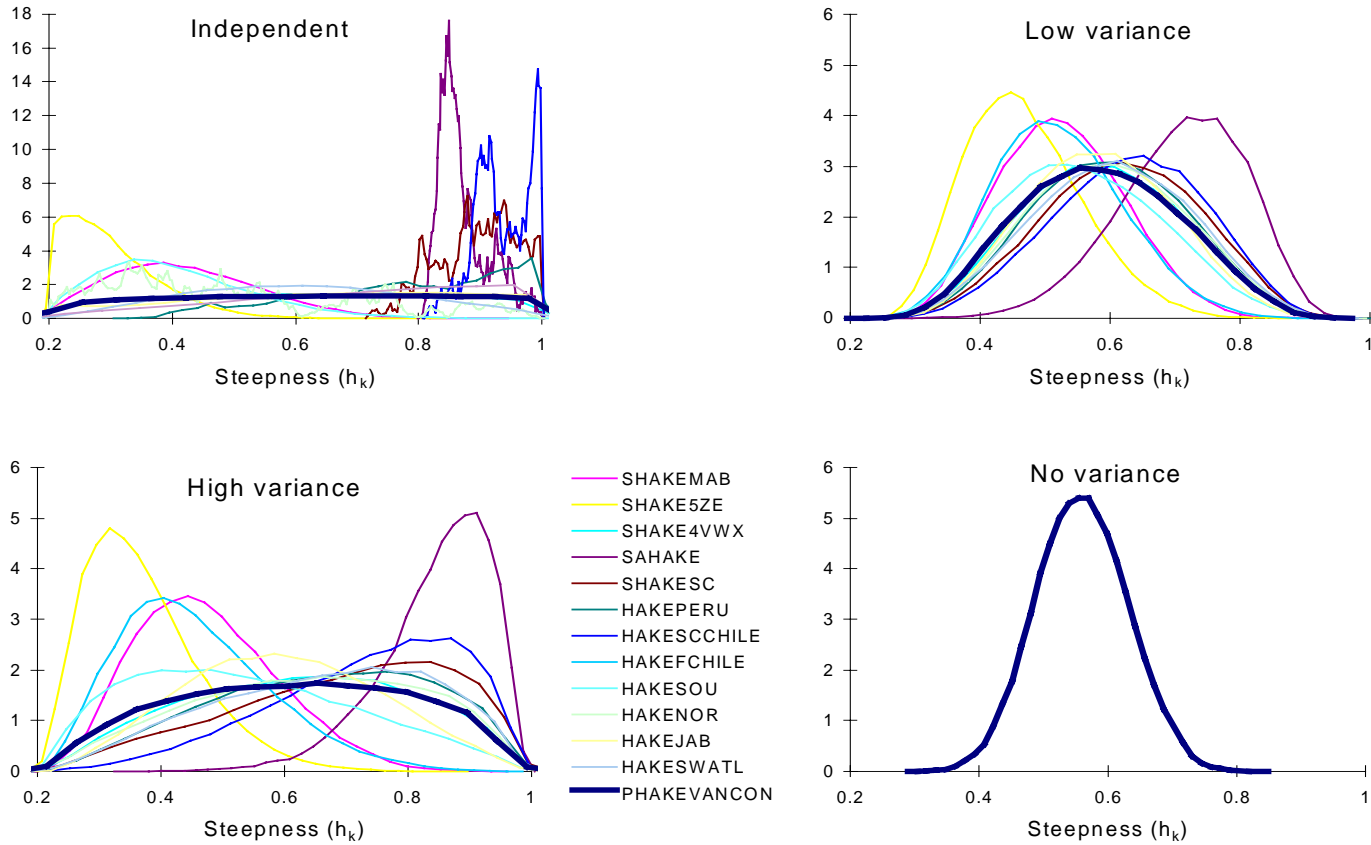 Independent
18
16
14
12
10
8
6
4
2
0
0.2 0.4 0.6 0.8 1
Steepness (hk)
Low variance
6
5
4
3
2
1
0
0.2 0.4 0.6 0.8 1
Steepness (hk)
High variance
6
5
4
3
2
1
0
0.2 0.4 0.6 0.8 1
Steepness (hk)
SHAKEMAB
SHAKE5ZE
SHAKE4VWX
SAHAKE
SHAKESC
HAKEPERU
HAKESCCHILE
HAKEFCHILE
HAKESOU
HAKENOR
HAKEJAB
HAKESWATL
PHAKEVANCON
No variance
6
5
4
3
2
1
0
0.2 0.4 0.6 0.8 1
Steepness (hk)